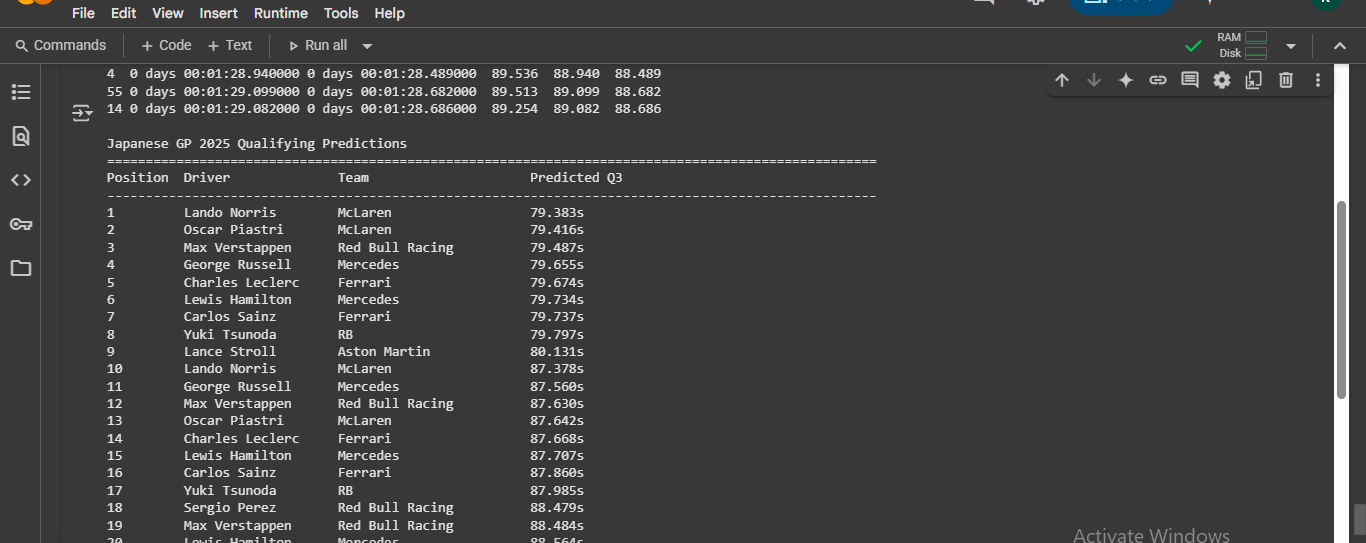 File Edit View Insert Runtime Tools Help
Commands + Code + Text Run all
RAM
Disk
4 0 days 00:01:28.940000 0 days 00:01:28.489000 89.536 88.940 88.489
55 0 days 00:01:29.099000 0 days 00:01:28.682000 89.513 89.099 88.682
14 0 days 00:01:29.082000 0 days 00:01:28.686000 89.254 89.082 88.686
Japanese GP 2025 Qualifying Predictions
====================================================================================================
Position Driver Team Predicted Q3
----------------------------------------------------------------------------------------------------
1 Lando Norris McLaren 79.383s
2 Oscar Piastri McLaren 79.416s
3 Max Verstappen Red Bull Racing 79.487s
4 George Russell Mercedes 79.655s
5 Charles Leclerc Ferrari 79.674s
6 Lewis Hamilton Mercedes 79.734s
7 Carlos Sainz Ferrari 79.737s
8 Yuki Tsunoda RB 79.797s
9 Lance Stroll Aston Martin 80.131s
10 Lando Norris McLaren 87.378s
11 George Russell Mercedes 87.560s
12 Max Verstappen Red Bull Racing 87.630s
13 Oscar Piastri McLaren 87.642s
14 Charles Leclerc Ferrari 87.668s
15 Lewis Hamilton Mercedes 87.707s
16 Carlos Sainz Ferrari 87.860s
17 Yuki Tsunoda RB 87.985s
18 Sergio Perez Red Bull Racing 88.479s
19 Max Verstappen Red Bull Racing 88.484s
20 Lewis Hamilton Mercedes 88.564s
Activate Windows